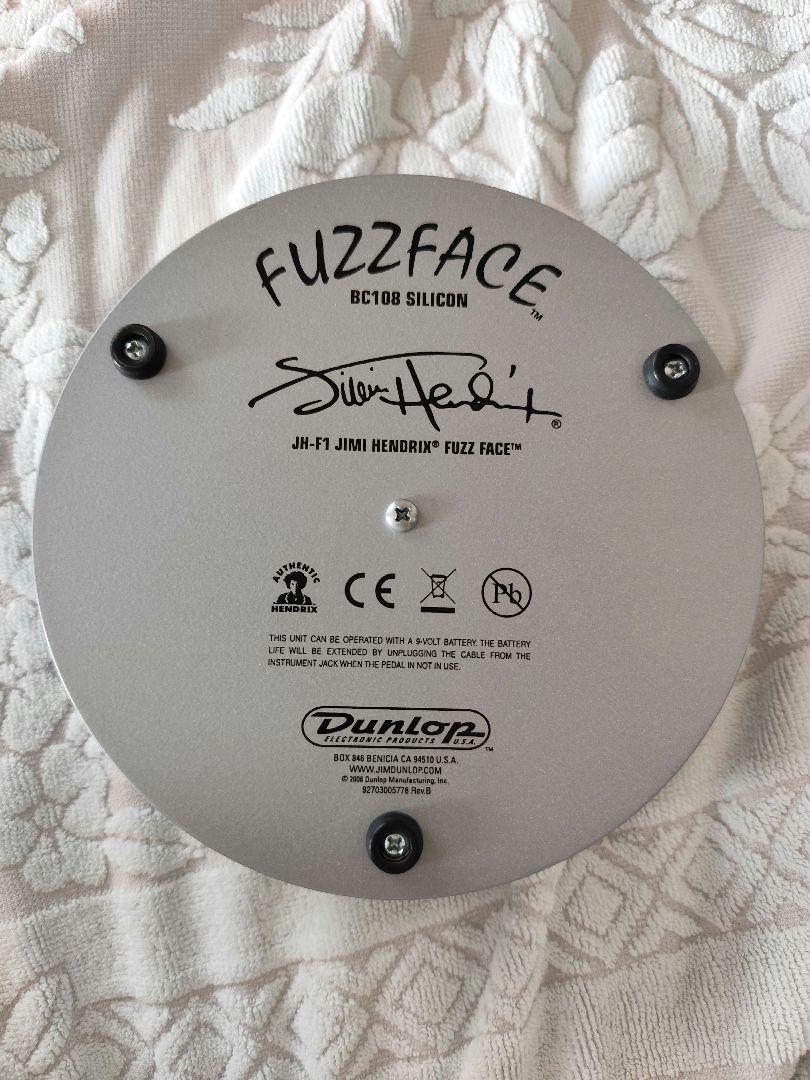 FUZZFACE™
BC108 SILICON
Jimi Hendrix®
JH-F1 JIMI HENDRIX® FUZZ FACE™
AUTHENTIC
HENDRIX
CE
Pb
THIS UNIT CAN BE OPERATED WITH A 9-VOLT BATTERY. THE BATTERY
LIFE WILL BE EXTENDED BY UNPLUGGING THE CABLE FROM THE
INSTRUMENT JACK WHEN THE PEDAL IN NOT IN USE.
Dunlop™
ELECTRONIC PRODUCTS U.S.A.
BOX 846 BENICIA CA 94510 U.S.A.
WWW.JIMDUNLOP.COM
© 2006 Dunlop Manufacturing, Inc.
92703005778 Rev.B